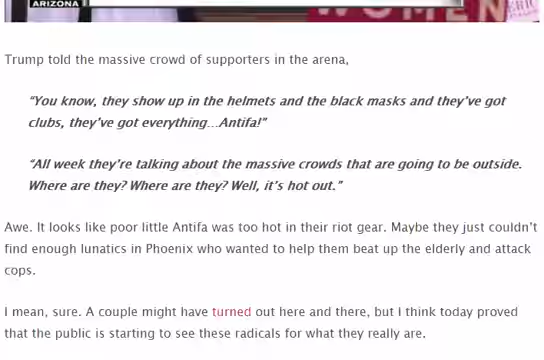 ARIZONA
WOMEN
Trump told the massive crowd of supporters in the arena,
“You know, they show up in the helmets and the black masks and they’ve got
clubs, they’ve got everything…Antifa!”
“All week they’re talking about the massive crowds that are going to be outside.
Where are they? Where are they? Well, it’s hot out.”
Awe. It looks like poor little Antifa was too hot in their riot gear. Maybe they just couldn’t
find enough lunatics in Phoenix who wanted to help them beat up the elderly and attack
cops.
I mean, sure. A couple might have turned out here and there, but I think today proved
that the public is starting to see these radicals for what they really are.